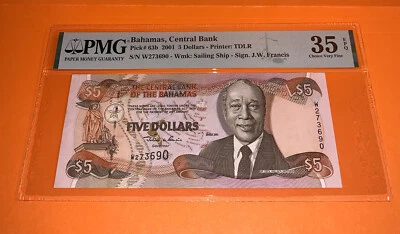 PMG
PAPER MONEY GUARANTY
Bahamas, Central Bank
Pick# 63b 2001 5 Dollars - Printer: TDLR
S/N W273690 - Wmk: Sailing Ship - Sign. J.W. Francis
35 EPQ
Choice Very Fine
$5
THE CENTRAL BANK
OF THE BAHAMAS
$5
W273690
FIVE DOLLARS
W273690
$5
$5